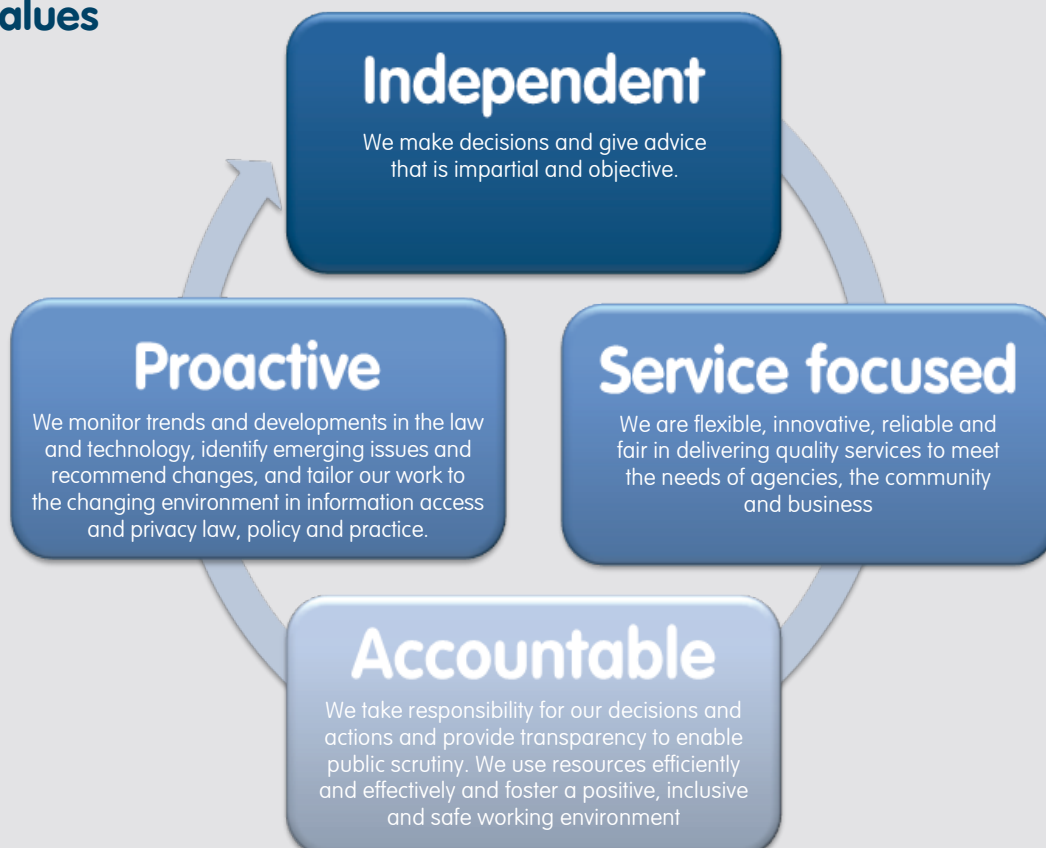 alues
Independent
We make decisions and give advice
that is impartial and objective.
Proactive
We monitor trends and developments in the law
and technology, identify emerging issues and
recommend changes, and tailor our work to
the changing environment in information access
and privacy law, policy and practice.
Service focused
We are flexible, innovative, reliable and
fair in delivering quality services to meet
the needs of agencies, the community
and business
Accountable
We take responsibility for our decisions and
actions and provide transparency to enable
public scrutiny. We use resources efficiently
and effectively and foster a positive, inclusive
and safe working environment